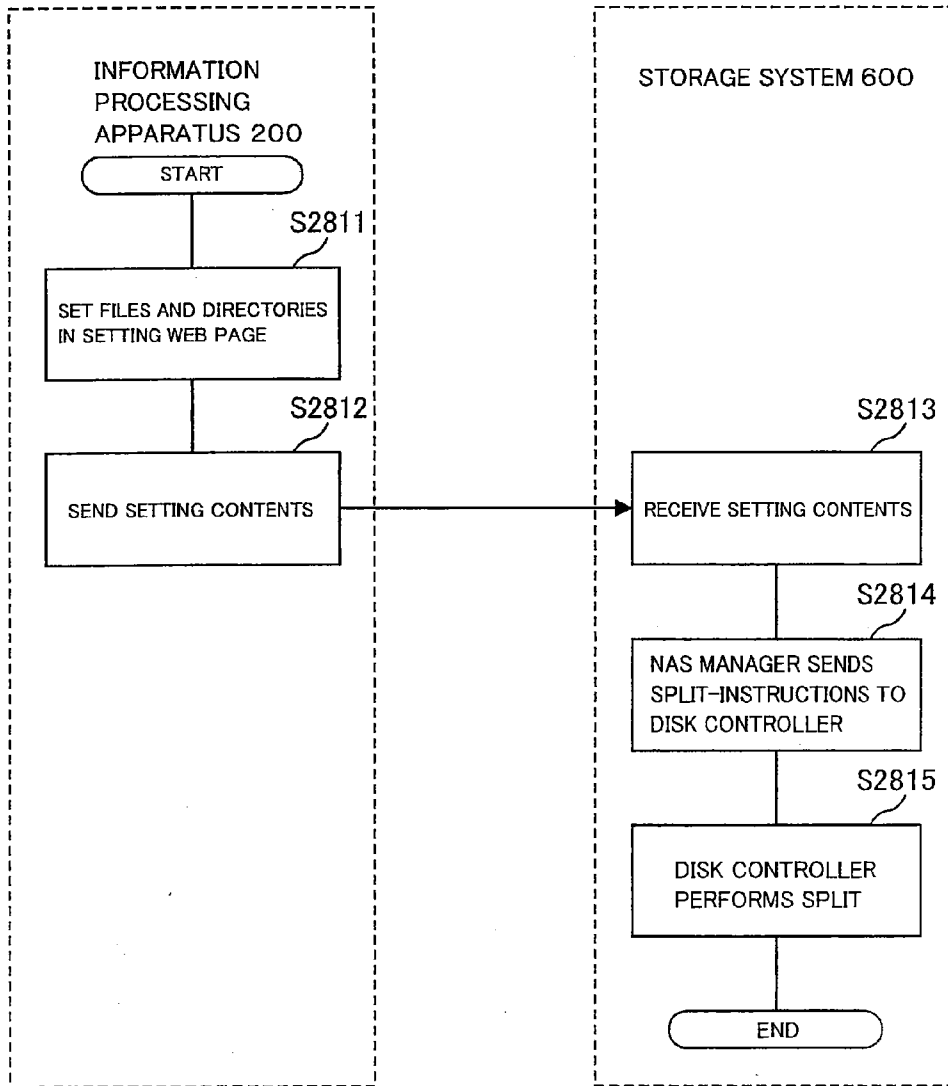 INFORMATION
PROCESSING
APPARATUS 200
START
S2811
SET FILES AND DIRECTORIES
IN SETTING WEB PAGE
S2812
SEND SETTING CONTENTS
STORAGE SYSTEM 600
S2813
RECEIVE SETTING CONTENTS
S2814
NAS MANAGER SENDS
SPLIT-INSTRUCTIONS TO
DISK CONTROLLER
S2815
DISK CONTROLLER
PERFORMS SPLIT
END